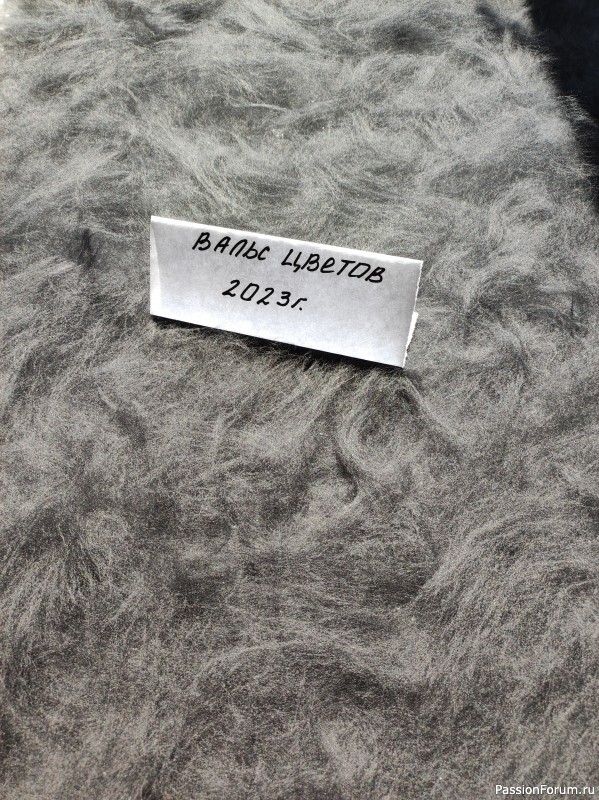 Вальс цветов
2023г.
PassionForum.ru